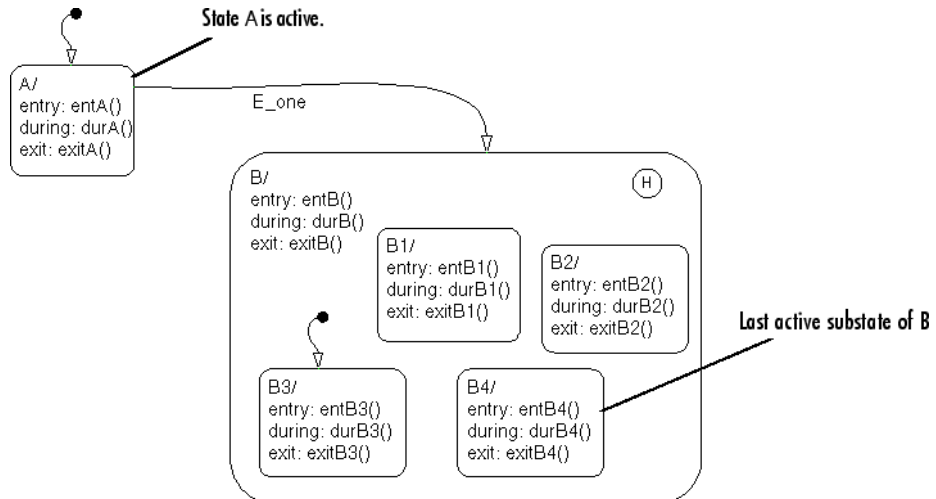 State A is active.
A/
entry: entA()
during: durA()
exit: exitA()
E_one
B/
entry: entB()
during: durB()
exit: exitB()
H
B1/
entry: entB1()
during: durB1()
exit: exitB1()
B2/
entry: entB2()
during: durB2()
exit: exitB2()
Last active substate of B
B3/
entry: entB3()
during: durB3()
exit: exitB3()
B4/
entry: entB4()
during: durB4()
exit: exitB4()